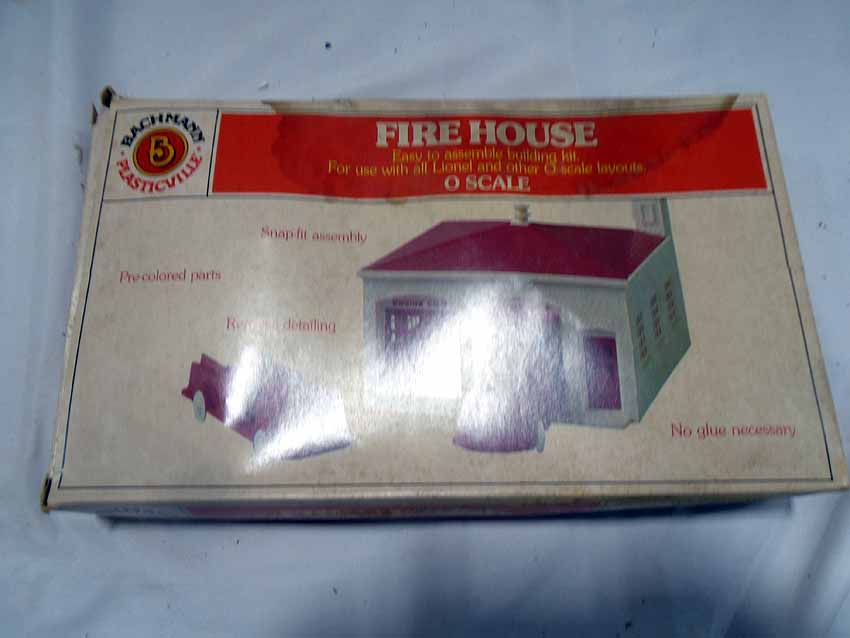 BACHMANN
B
PLASTICVILLE
FIRE HOUSE
Easy to assemble building kit.
For use with all Lionel and other O scale layouts.
O SCALE
Snap-fit assembly
Pre-colored parts
detailing
No glue necessary